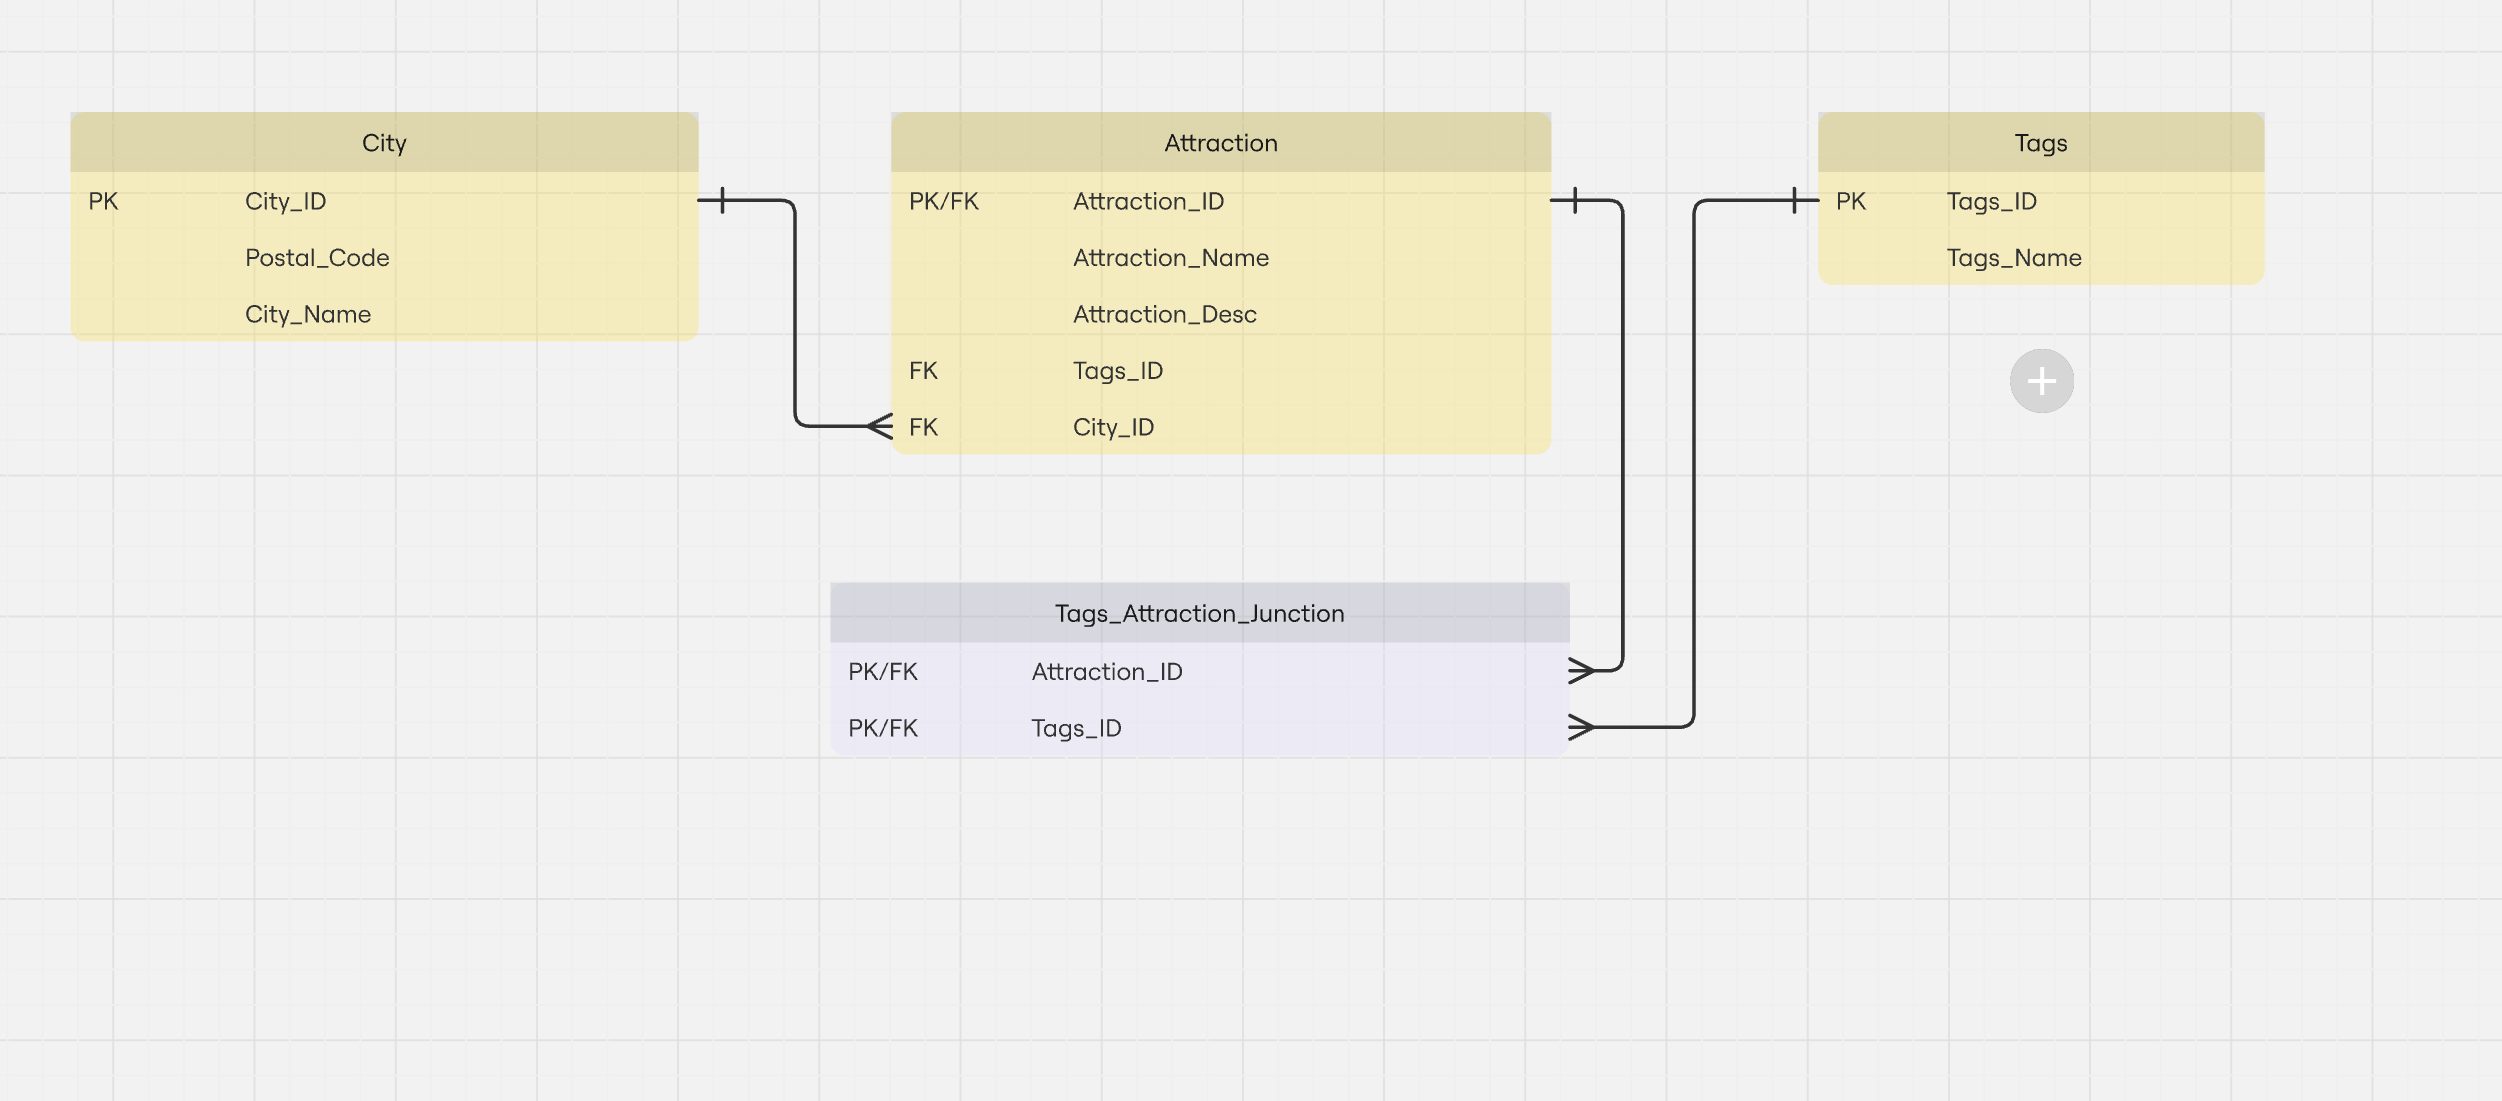 City
PK City_ID
Postal_Code
City_Name
Attraction
PK/FK Attraction_ID
Attraction_Name
Attraction_Desc
FK Tags_ID
FK City_ID
Tags
PK Tags_ID
Tags_Name
Tags_Attraction_Junction
PK/FK Attraction_ID
PK/FK Tags_ID